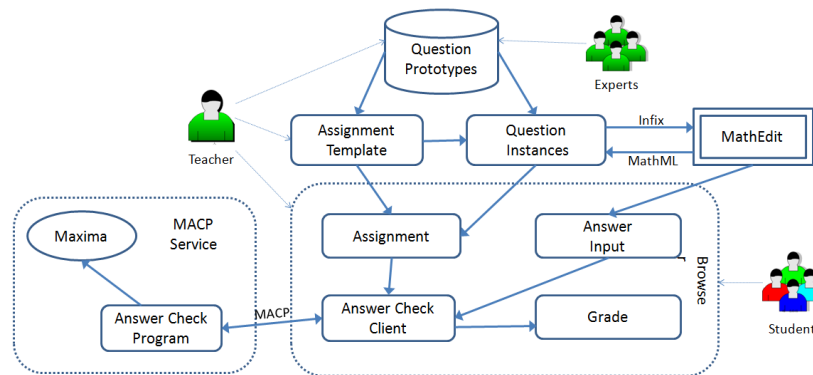 Question
Prototypes
Experts
Teacher
Assignment
Template
Question
Instances
Infix
MathML
MathEdit
MACP
Service
Maxima
Assignment
Answer
Input
Browse
Answer Check
Program
MACP
Answer Check
Client
Grade
Student